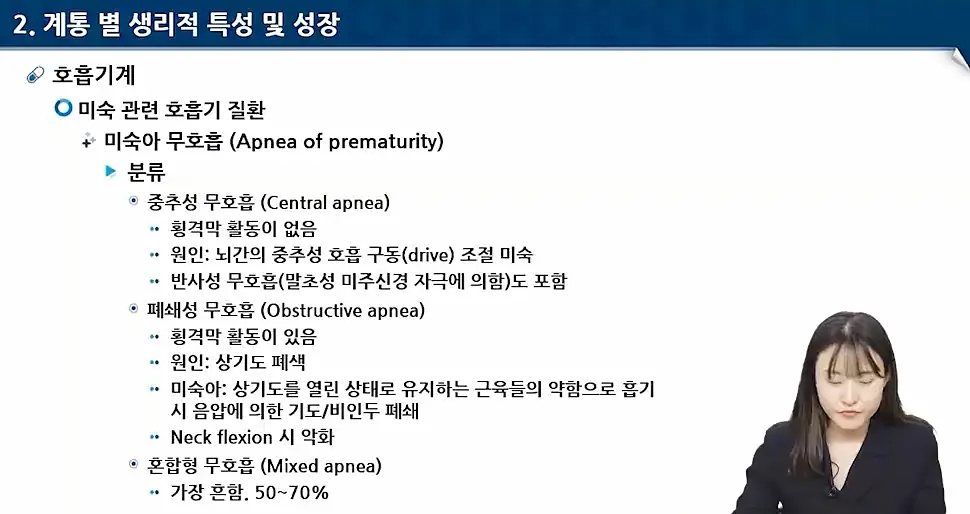 2. 계통 별 생리적 특성 및 성장
호흡기계
미숙 관련 호흡기 질환
미숙아 무호흡 (Apnea of prematurity)
분류
중추성 무호흡 (Central apnea)
횡격막 활동이 없음
원인: 뇌간의 중추성 호흡 구동(drive) 조절 미숙
반사성 무호흡(말초성 미주신경 자극에 의함)도 포함
폐쇄성 무호흡 (Obstructive apnea)
횡격막 활동이 있음
원인: 상기도 폐색
미숙아: 상기도를 열린 상태로 유지하는 근육들의 약함으로 흡기
시 음압에 의한 기도/비인두 폐쇄
Neck flexion 시 악화
혼합형 무호흡 (Mixed apnea)
가장 흔함. 50~70%